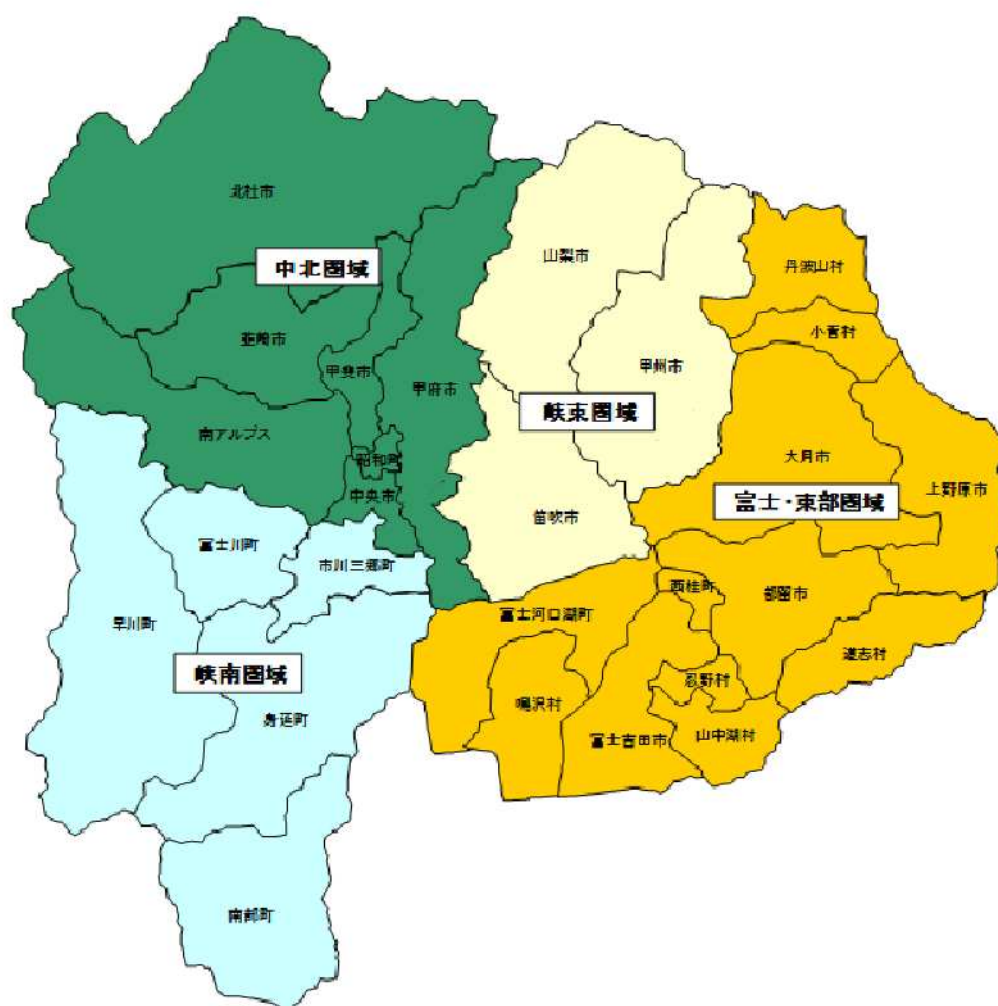 北杜市
山梨市
丹波山村
中北圏域
小菅村
韮崎市
甲斐市
甲府市
甲州市
峡東圏域
南アルプス
昭和町
大月市
中央市
上野原市
富士・東部圏域
笛吹市
富士川町
市川三郷町
西桂町
都留市
富士河口湖町
早川町
道志村
峡南圏域
忍野村
鳴沢村
身延町
富士吉田市
山中湖村
南部町